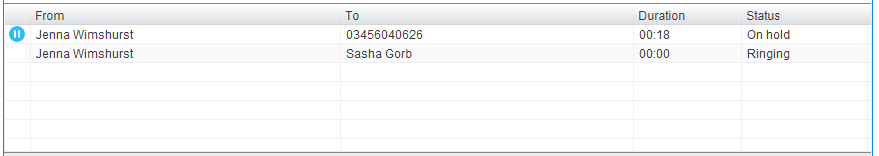 From To Duration Status
Jenna Wimshurst 03456040626 00:18 On hold
Jenna Wimshurst Sasha Gorb 00:00 Ringing